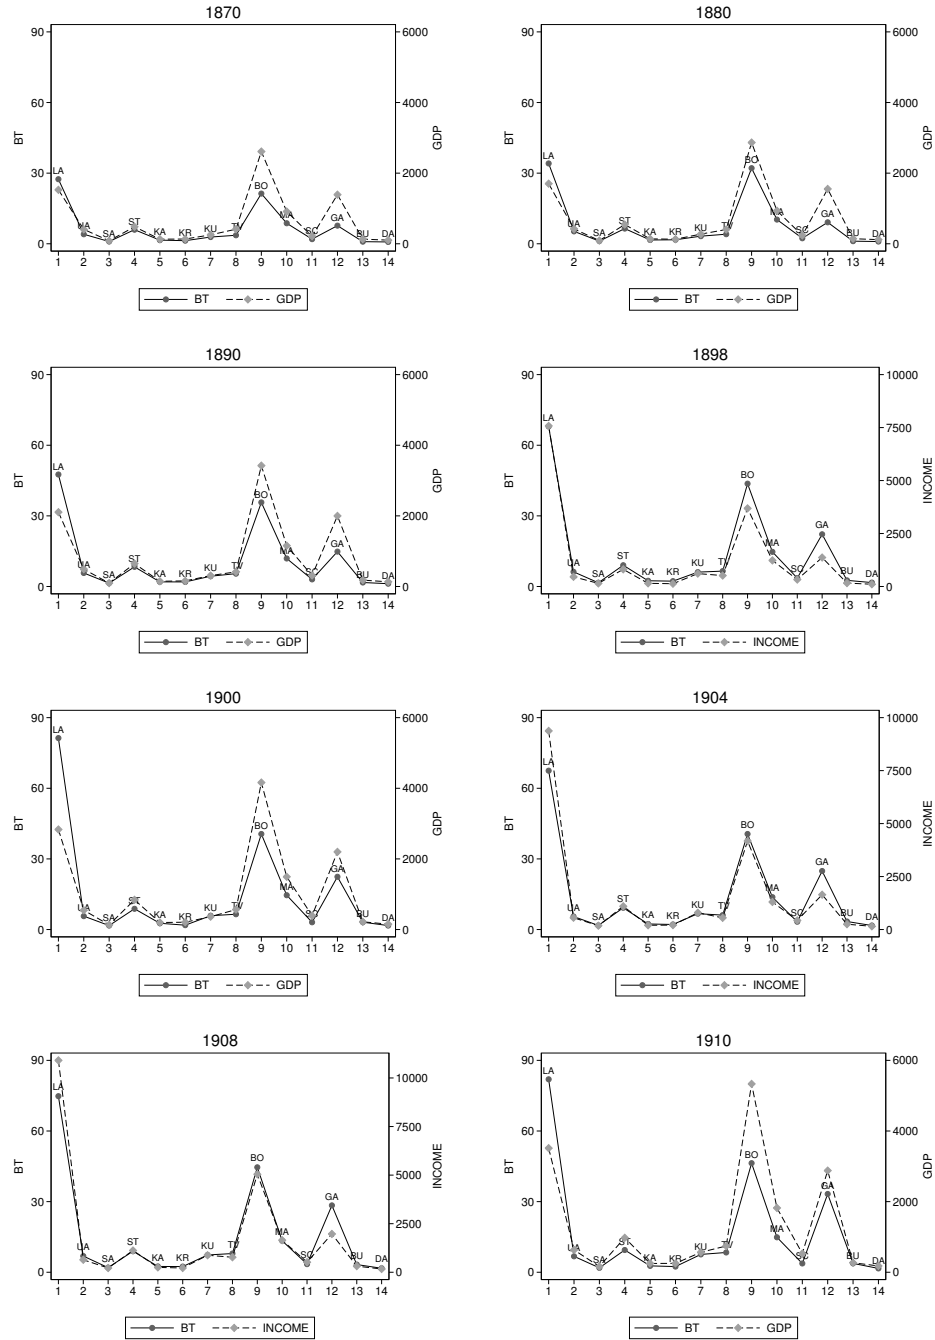 1870
90
60
30
0
BT
6000
4000
2000
0
GDP
LA
UA
SA
ST
KA
KR
KU
TI
BO
MA
SC
GA
BU
DA
1 2 3 4 5 6 7 8 9 10 11 12 13 14
BT GDP
1880
90
60
30
0
BT
6000
4000
2000
0
GDP
LA
UA
SA
ST
KA
KR
KU
TI
BO
MA
SC
GA
BU
DA
1 2 3 4 5 6 7 8 9 10 11 12 13 14
BT GDP
1890
90
60
30
0
BT
6000
4000
2000
0
GDP
LA
UA
SA
ST
KA
KR
KU
TI
BO
MA
SC
GA
BU
DA
1 2 3 4 5 6 7 8 9 10 11 12 13 14
BT GDP
1898
90
60
30
0
BT
10000
7500
5000
2500
0
INCOME
LA
UA
SA
ST
KA
KR
KU
TI
BO
MA
SC
GA
BU
DA
1 2 3 4 5 6 7 8 9 10 11 12 13 14
BT INCOME
1900
90
60
30
0
BT
6000
4000
2000
0
GDP
LA
UA
SA
ST
KA
KR
KU
TI
BO
MA
SC
GA
BU
DA
1 2 3 4 5 6 7 8 9 10 11 12 13 14
BT GDP
1904
90
60
30
0
BT
10000
7500
5000
2500
0
INCOME
LA
UA
SA
ST
KA
KR
KU
TI
BO
MA
SC
GA
BU
DA
1 2 3 4 5 6 7 8 9 10 11 12 13 14
BT INCOME
1908
90
60
30
0
BT
10000
7500
5000
2500
0
INCOME
LA
UA
SA
ST
KA
KR
KU
TI
BO
MA
SC
GA
BU
DA
1 2 3 4 5 6 7 8 9 10 11 12 13 14
BT INCOME
1910
90
60
30
0
BT
6000
4000
2000
0
GDP
LA
UA
SA
ST
KA
KR
KU
TI
BO
MA
SC
GA
BU
DA
1 2 3 4 5 6 7 8 9 10 11 12 13 14
BT GDP